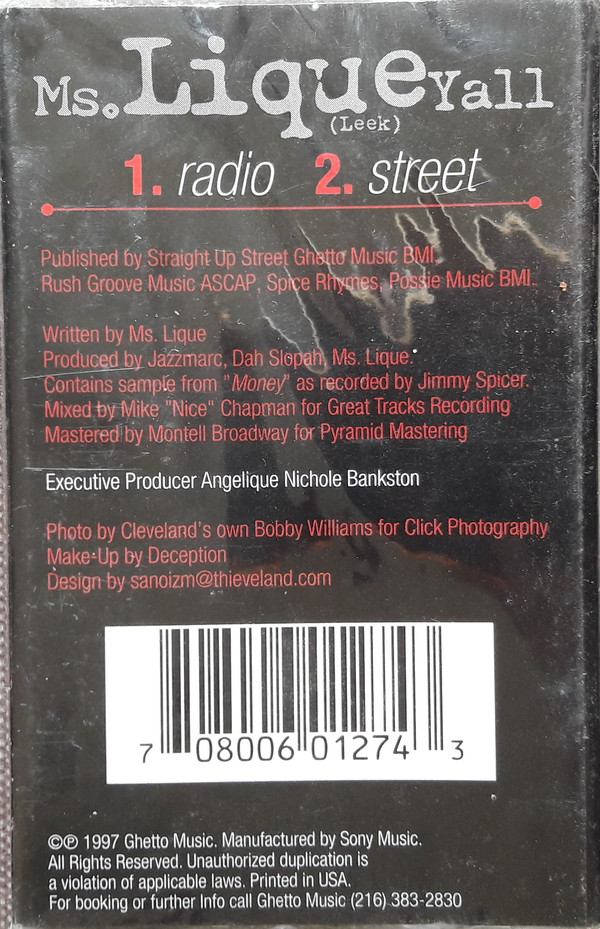 Ms. Lique Yall
(Leek)
1. radio 2. street
Published by Straight Up Street Ghetto Music BMI,
Rush Groove Music ASCAP, Spice Rhymes, Possie Music BMI.
Written by Ms. Lique
Produced by Jazzmarc, Dah Slopah, Ms. Lique.
Contains sample from "Money" as recorded by Jimmy Spicer.
Mixed by Mike "Nice" Chapman for Great Tracks Recording
Mastered by Montell Broadway for Pyramid Mastering
Executive Producer Angelique Nichole Bankston
Photo by Cleveland's own Bobby Williams for Click Photography
Make-Up by Deception
Design by sanoizm@thieveland.com
7 08006 01274 3
©℗ 1997 Ghetto Music. Manufactured by Sony Music.
All Rights Reserved. Unauthorized duplication is
a violation of applicable laws. Printed in USA.
For booking or further Info call Ghetto Music (216) 383-2830